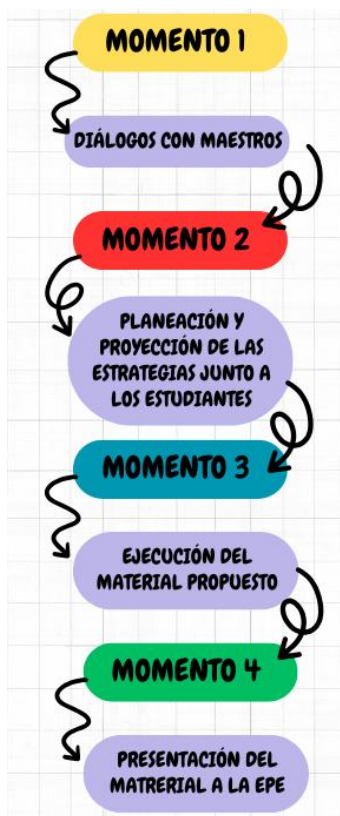 MOMENTO 1
DIÁLOGOS CON MAESTROS
MOMENTO 2
PLANEACIÓN Y
PROYECCIÓN DE LAS
ESTRATEGIAS JUNTO A
LOS ESTUDIANTES
MOMENTO 3
EJECUCIÓN DEL
MATERIAL PROPUESTO
MOMENTO 4
PRESENTACIÓN DEL
MATRERIAL A LA EPE